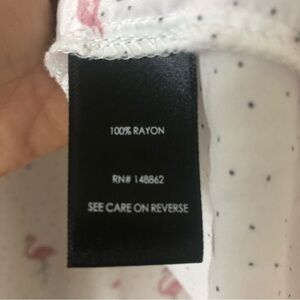 100% RAYON
RN# 148862
SEE CARE ON REVERSE